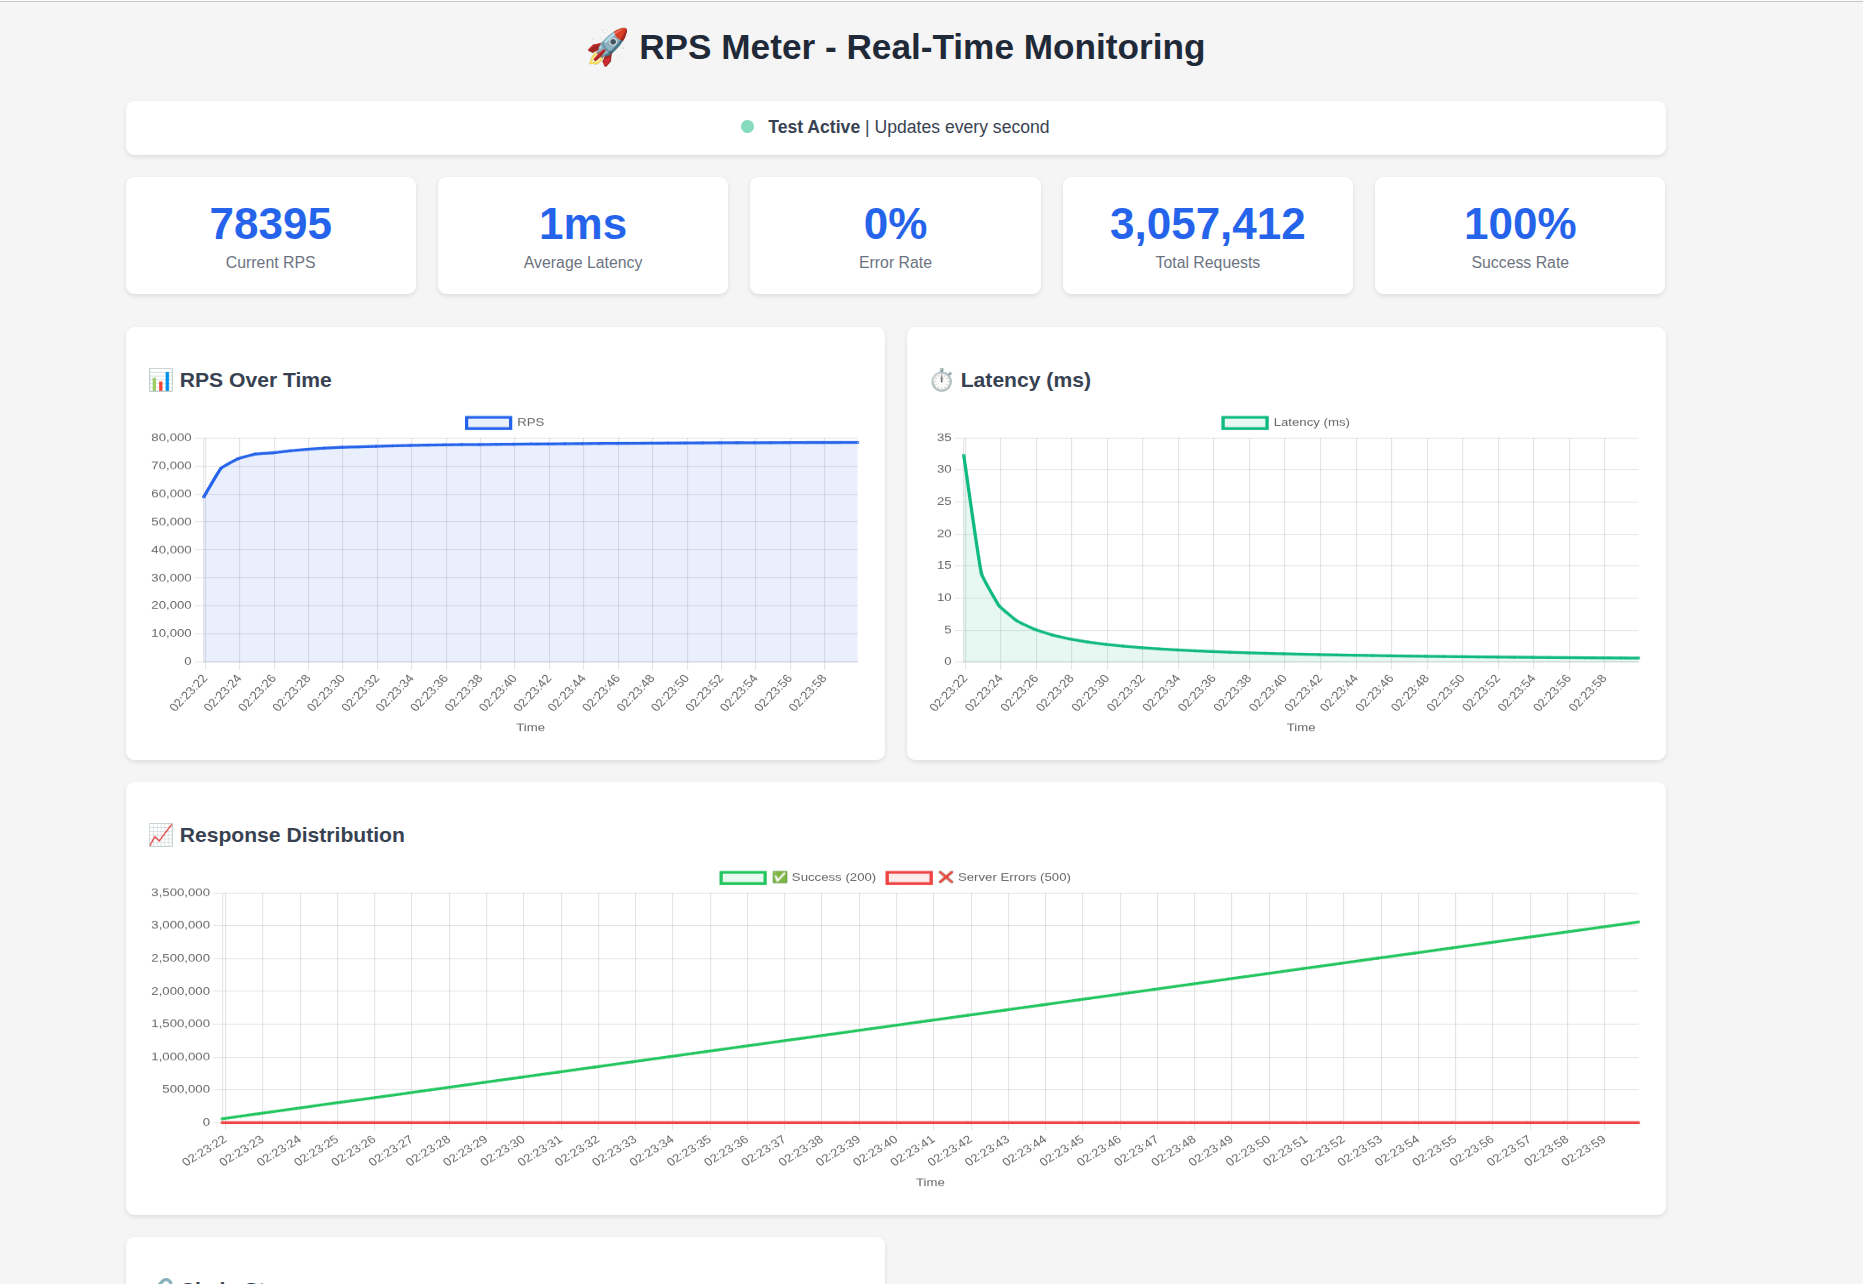 🚀 RPS Meter - Real-Time Monitoring
Test Active | Updates every second
78395
Current RPS
1ms
Average Latency
0%
Error Rate
3,057,412
Total Requests
100%
Success Rate
📊 RPS Over Time
RPS
80,000
70,000
60,000
50,000
40,000
30,000
20,000
10,000
0
02:23:22 02:23:24 02:23:26 02:23:28 02:23:30 02:23:32 02:23:34 02:23:36 02:23:38 02:23:40 02:23:42 02:23:44 02:23:46 02:23:48 02:23:50 02:23:52 02:23:54 02:23:56 02:23:58
Time
⏱️ Latency (ms)
Latency (ms)
35
30
25
20
15
10
5
0
02:23:22 02:23:24 02:23:26 02:23:28 02:23:30 02:23:32 02:23:34 02:23:36 02:23:38 02:23:40 02:23:42 02:23:44 02:23:46 02:23:48 02:23:50 02:23:52 02:23:54 02:23:56 02:23:58
Time
📈 Response Distribution
✅ Success (200) ❌ Server Errors (500)
3,500,000
3,000,000
2,500,000
2,000,000
1,500,000
1,000,000
500,000
0
02:23:22 02:23:23 02:23:24 02:23:25 02:23:26 02:23:27 02:23:28 02:23:29 02:23:30 02:23:31 02:23:32 02:23:33 02:23:34 02:23:35 02:23:36 02:23:37 02:23:38 02:23:39 02:23:40 02:23:41 02:23:42 02:23:43 02:23:44 02:23:45 02:23:46 02:23:47 02:23:48 02:23:49 02:23:50 02:23:51 02:23:52 02:23:53 02:23:54 02:23:55 02:23:56 02:23:57 02:23:58 02:23:59
Time